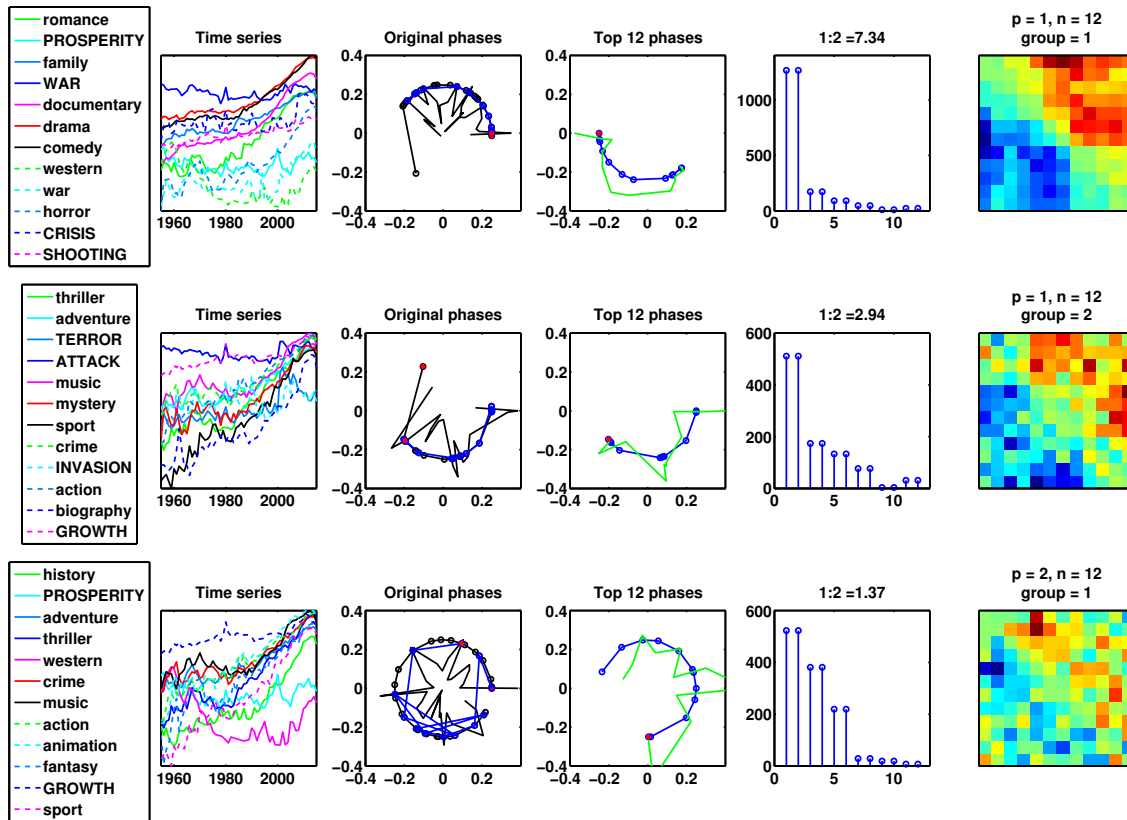 romance
PROSPERITY
family
WAR
documentary
drama
comedy
western
war
horror
CRISIS
SHOOTING
Time series
1960 1980 2000
Original phases
0.4
0.2
0
−0.2
−0.4
−0.2 0 0.2
Top 12 phases
0.4
0.2
0
−0.2
−0.4
−0.4 −0.2 0 0.2
1:2 =7.34
1000
500
0
0 5 10
p = 1, n = 12
group = 1
thriller
adventure
TERROR
ATTACK
music
mystery
sport
crime
INVASION
action
biography
GROWTH
Time series
1960 1980 2000
Original phases
0.4
0.2
0
−0.2
−0.4
−0.2 0 0.2
Top 12 phases
0.4
0.2
0
−0.2
−0.4
−0.4 −0.2 0 0.2
1:2 =2.94
600
400
200
0
0 5 10
p = 1, n = 12
group = 2
history
PROSPERITY
adventure
thriller
western
crime
music
action
animation
fantasy
GROWTH
sport
Time series
1960 1980 2000
Original phases
0.4
0.2
0
−0.2
−0.4
−0.2 0 0.2
Top 12 phases
0.4
0.2
0
−0.2
−0.4
−0.4 −0.2 0 0.2
1:2 =1.37
600
400
200
0
0 5 10
p = 2, n = 12
group = 1